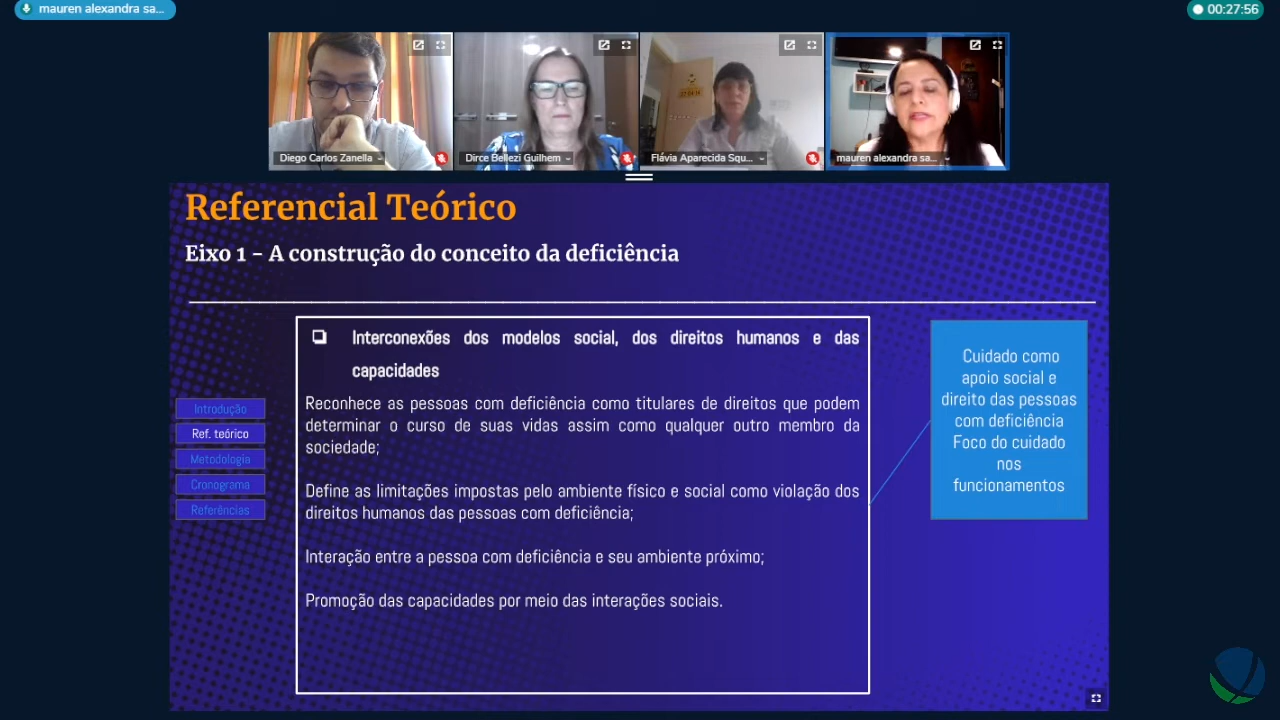 mauren alexandra sa...
00:27:56
Diego Carlos Zanella
Dirce Bellezi Guilhem
Flávia Aparecida Squ...
mauren alexandra sa...
Referencial Teórico
Eixo 1 - A construção do conceito da deficiência
Interconexões dos modelos social, dos direitos humanos e das
capacidades
Reconhece as pessoas com deficiência como titulares de direitos que podem
determinar o curso de suas vidas assim como qualquer outro membro da
sociedade;
Define as limitações impostas pelo ambiente físico e social como violação dos
direitos humanos das pessoas com deficiência;
Interação entre a pessoa com deficiência e seu ambiente próximo;
Promoção das capacidades por meio das interações sociais.
Introdução
Ref. teórico
Metodologia
Cronograma
Referências
Cuidado como
apoio social e
direito das pessoas
com deficiência
Foco do cuidado
nos
funcionamentos